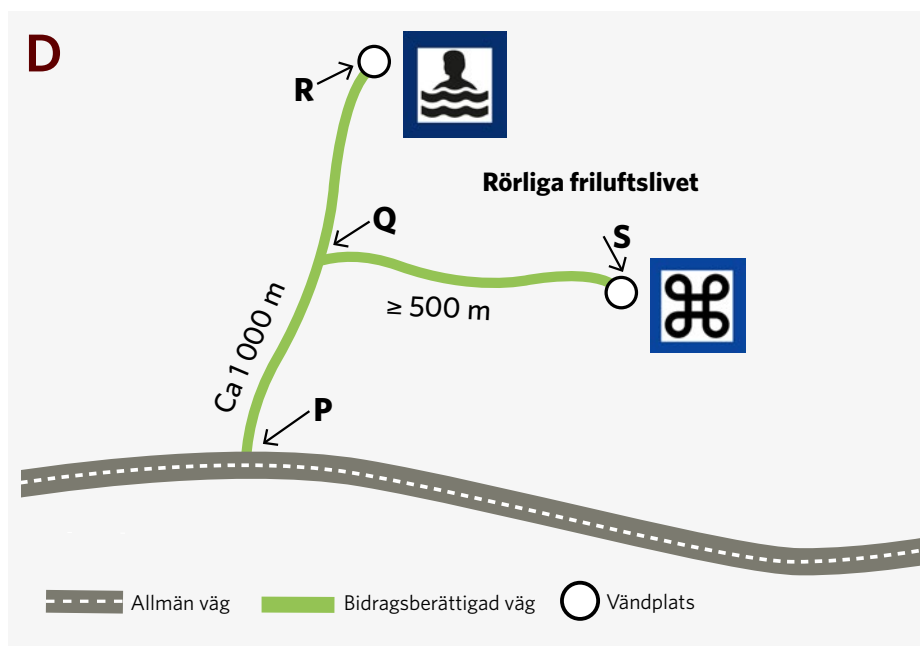 D
R
Rörliga friluftslivet
Q
S
≥ 500 m
Ca 1 000 m
P
Allmän väg
Bidragsberättigad väg
Vändplats